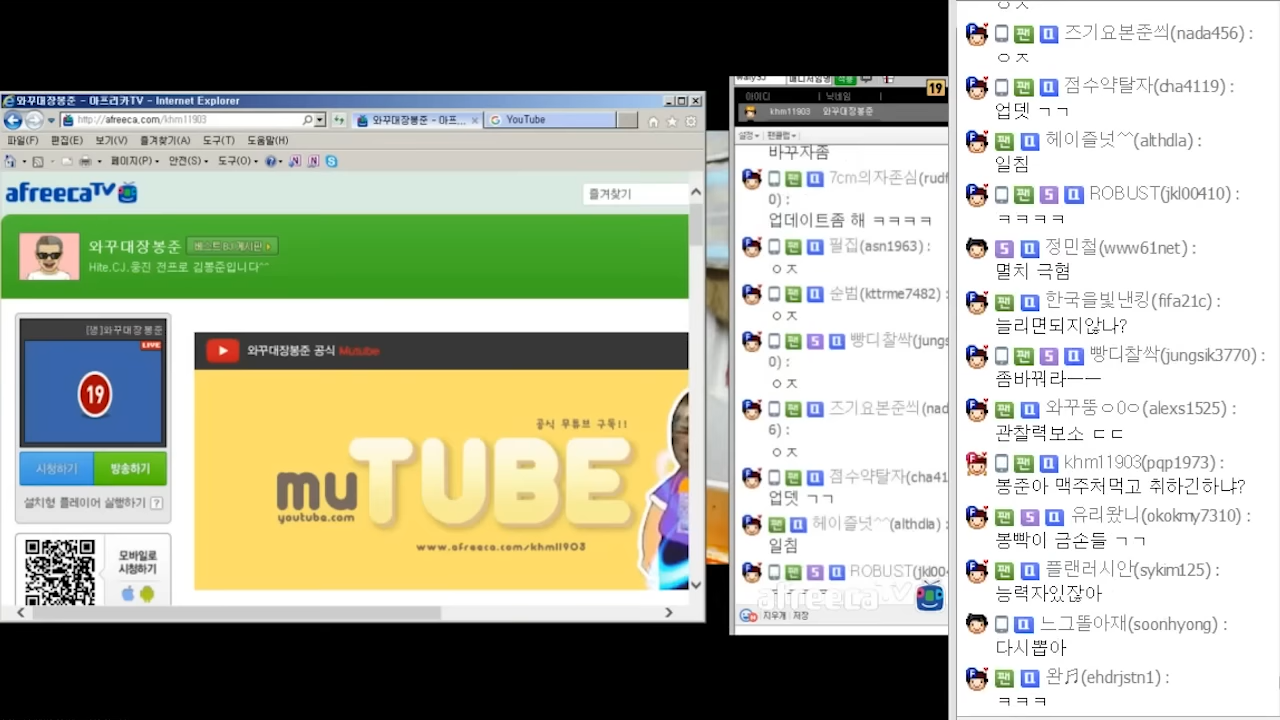 와꾸대장봉준 - 아프리카TV - Internet Explorer
http://afreeca.com/khm11903
와꾸대장봉준 - 아프...
YouTube
파일(F) 편집(E) 보기(V) 즐겨찾기(A) 도구(T) 도움말(H)
페이지(P) 안전(S) 도구(O)
afreecaTV
즐겨찾기
와꾸대장봉준
Hite.CJ.웅진 전프로 김봉준입니다^^
[생]와꾸대장봉준
LIVE
19
시청하기 방송하기
설치형 플레이어 실행하기 ?
모바일로
시청하기
와꾸대장봉준 공식 Mutube
공식 무튜브 구독!!
muTUBE
youtube.com
www.afreeca.com/khm11903
19
아이디 | 닉네임 |
khm11903 와꾸대장봉준
설정 팬클럽
바꾸자좀
7cm의자존심(rudf
0) :
업데이트좀 해 ㅋㅋㅋㅋ
필집(asn1963) :
ㅇㅈ
순범(kttrme7482) :
ㅇㅈ
빵디찰싹(jungs
0) :
ㅇㅈ
즈기요본준씩(nad
6) :
ㅇㅈ
점수약탈자(cha41
업뎃 ㄱㄱ
헤이즐넛^^(althdla) :
일침
ROBUST(jkl004
afreecaTV
지우개 저장
즈기요본준씩(nada456) :
ㅇㅈ
점수약탈자(cha4119) :
업뎃 ㄱㄱ
헤이즐넛^^(althdla) :
일침
ROBUST(jkl00410) :
ㅋㅋㅋㅋ
정민철(www61net) :
멸치 극혐
한국을빛낸킹(fifa21c) :
늘리면되지않나?
빵디찰싹(jungsik3770) :
좀바꿔라ㅡㅡ
와꾸뚱ㅇ0ㅇ(alexs1525) :
관찰력보소 ㄷㄷ
khm11903(pqp1973) :
봉준아 맥주처먹고 취하긴하냐?
유리왔니(okokmy7310) :
봉빡이 금손들 ㄱㄱ
플랜러시안(sykim125) :
능력자있잖아
느그똘아재(soonhyong) :
다시뽑아
완♬(ehdrjstn1) :
ㅋㅋㅋ